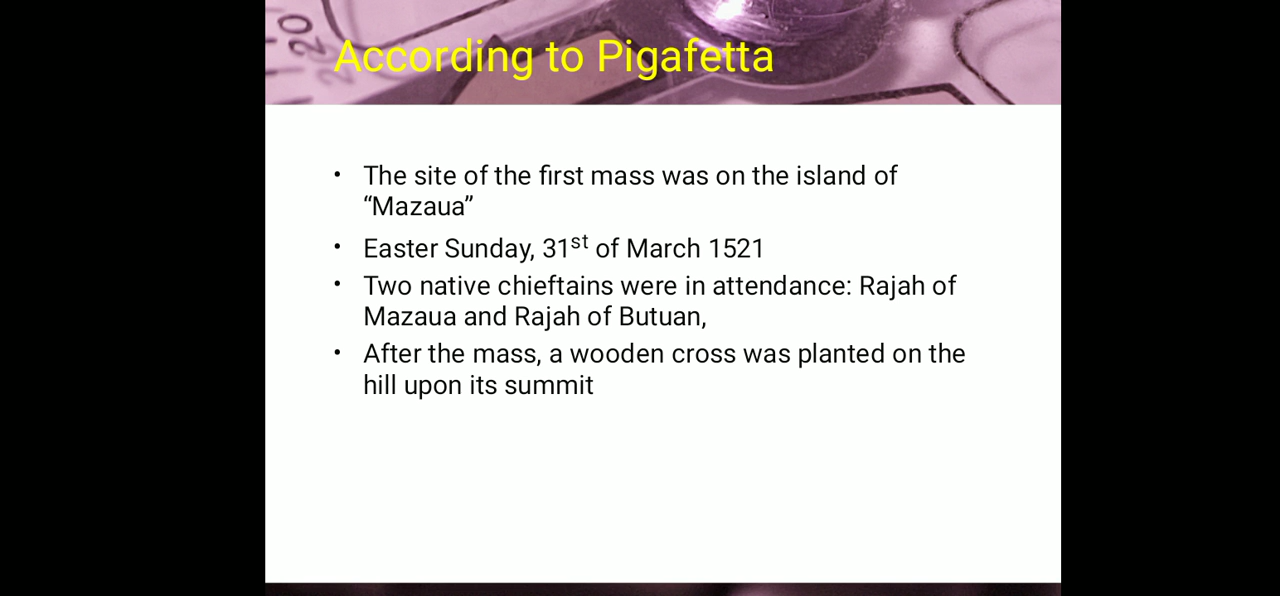 According to Pigafetta
• The site of the first mass was on the island of
“Mazaua”
• Easter Sunday, 31st of March 1521
• Two native chieftains were in attendance: Rajah of
Mazaua and Rajah of Butuan,
• After the mass, a wooden cross was planted on the
hill upon its summit